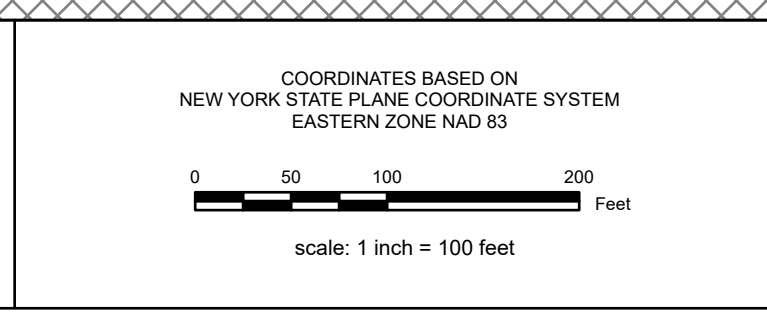 COORDINATES BASED ON
NEW YORK STATE PLANE COORDINATE SYSTEM
EASTERN ZONE NAD 83
0 50 100 200
Feet
scale: 1 inch = 100 feet